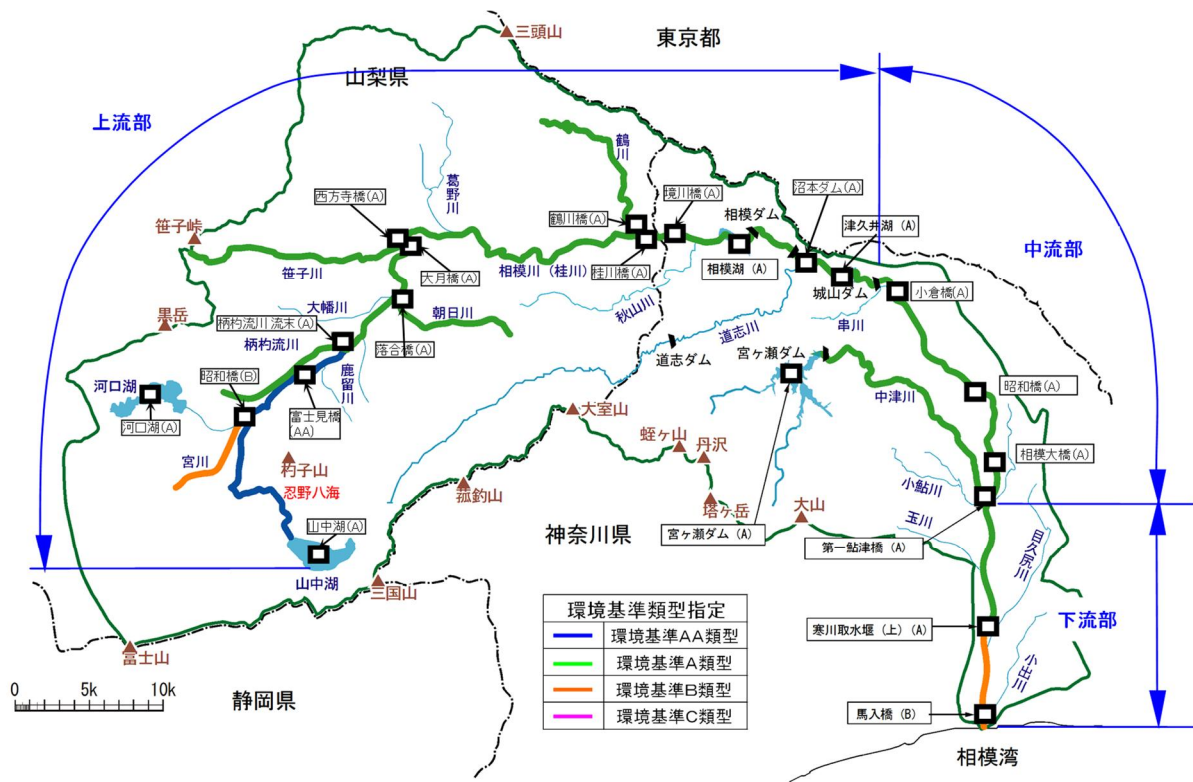 三頭山
東京都
山梨県
上流部
鶴川
葛野川
西方寺橋(A)
境川橋(A)
沼本ダム(A)
相模ダム
津久井湖 (A)
中流部
鶴川橋(A)
笹子峠
笹子川
大月橋(A)
相模川 (桂川)
桂川橋(A)
相模湖 (A)
城山ダム
小倉橋(A)
大幡川
朝日川
秋山川
道志川
串川
黒岳
柄杓流川 流末(A)
柄杓流川
落合橋(A)
道志ダム
宮ヶ瀬ダム
昭和橋(B)
鹿留川
河口湖
河口湖(A)
富士見橋
(AA)
中津川
昭和橋(A)
大室山
蛭ヶ山
丹沢
相模大橋(A)
宮川
杓子山
忍野八海
菰釣山
塔ヶ岳
大山
小鮎川
玉川
山中湖(A)
神奈川県
宮ヶ瀬ダム (A)
第一鮎津橋 (A)
目久尻川
山中湖
三国山
環境基準類型指定
環境基準AA類型
環境基準A類型
環境基準B類型
環境基準C類型
寒川取水堰 (上) (A)
下流部
小出川
富士山
0 5k 10k
静岡県
馬入橋 (B)
相模湾